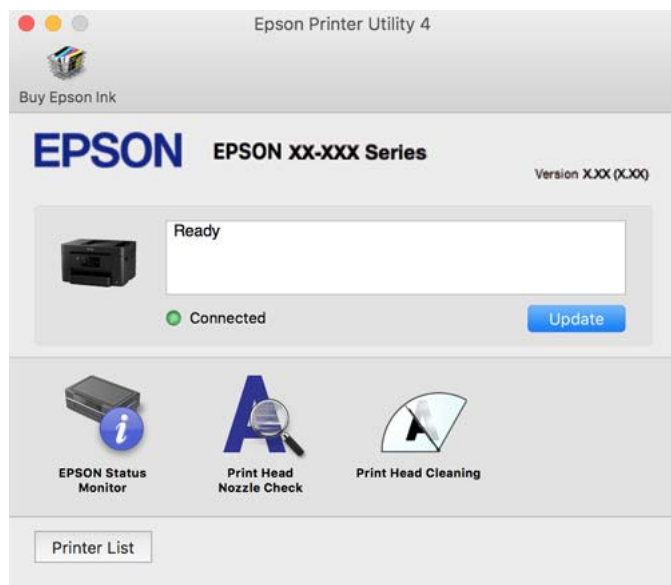 Epson Printer Utility 4
Buy Epson Ink
EPSON
EPSON XX-XXX Series
Version X.XX (X.XX)
Ready
Connected
Update
EPSON Status
Monitor
Print Head
Nozzle Check
Print Head Cleaning
Printer List